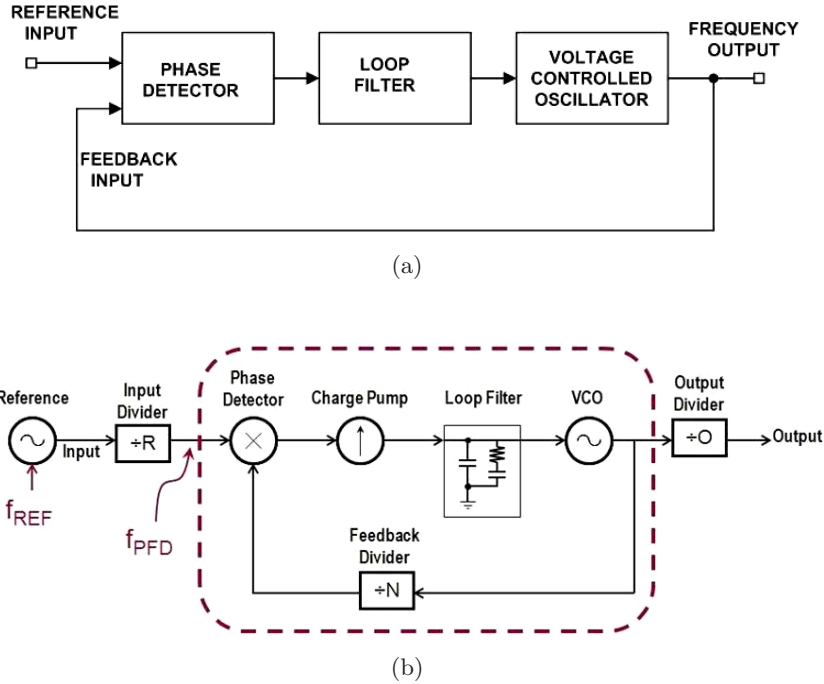 REFERENCE
INPUT
PHASE
DETECTOR
LOOP
FILTER
VOLTAGE
CONTROLLED
OSCILLATOR
FREQUENCY
OUTPUT
FEEDBACK
INPUT
(a)
Reference
Input
Divider
Phase
Detector
Charge Pump
Loop Filter
VCO
Output
Divider
Input
÷R
÷O
Output
fREF
fPFD
Feedback
Divider
÷N
(b)